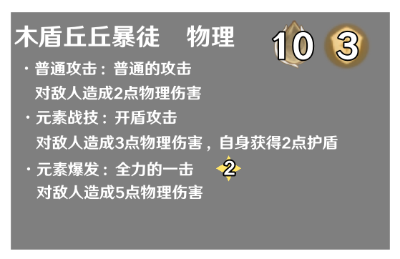 木盾丘丘暴徒 物理 10 3
·普通攻击：普通的攻击
对敌人造成2点物理伤害
·元素战技：开盾攻击
对敌人造成3点物理伤害，自身获得2点护盾
·元素爆发：全力的一击 2
对敌人造成5点物理伤害